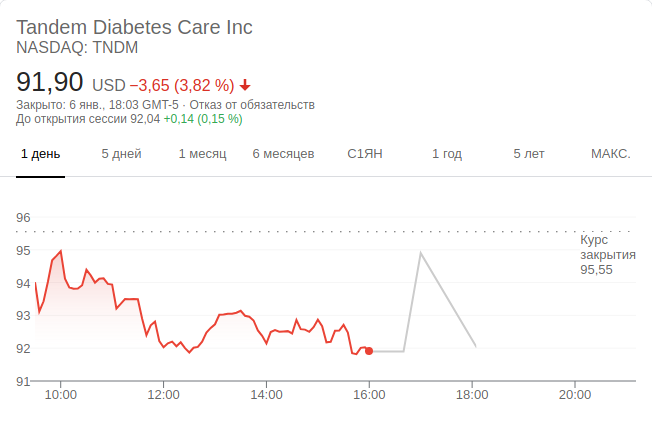 Tandem Diabetes Care Inc
NASDAQ: TNDM
91,90 USD −3,65 (3,82 %)
Закрыто: 6 янв., 18:03 GMT-5 · Отказ от обязательств
До открытия сессии 92,04 +0,14 (0,15 %)
1 день 5 дней 1 месяц 6 месяцев С1ЯН 1 год 5 лет МАКС.
96
Курс
95
закрытия
95,55
94
93
92
91
10:00 12:00 14:00 16:00 18:00 20:00